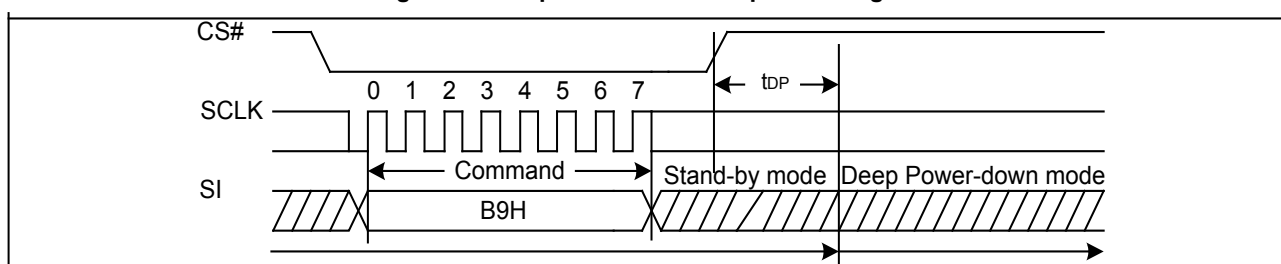 CS#
tDP
0 1 2 3 4 5 6 7
SCLK
Command
Stand-by mode Deep Power-down mode
SI
B9H